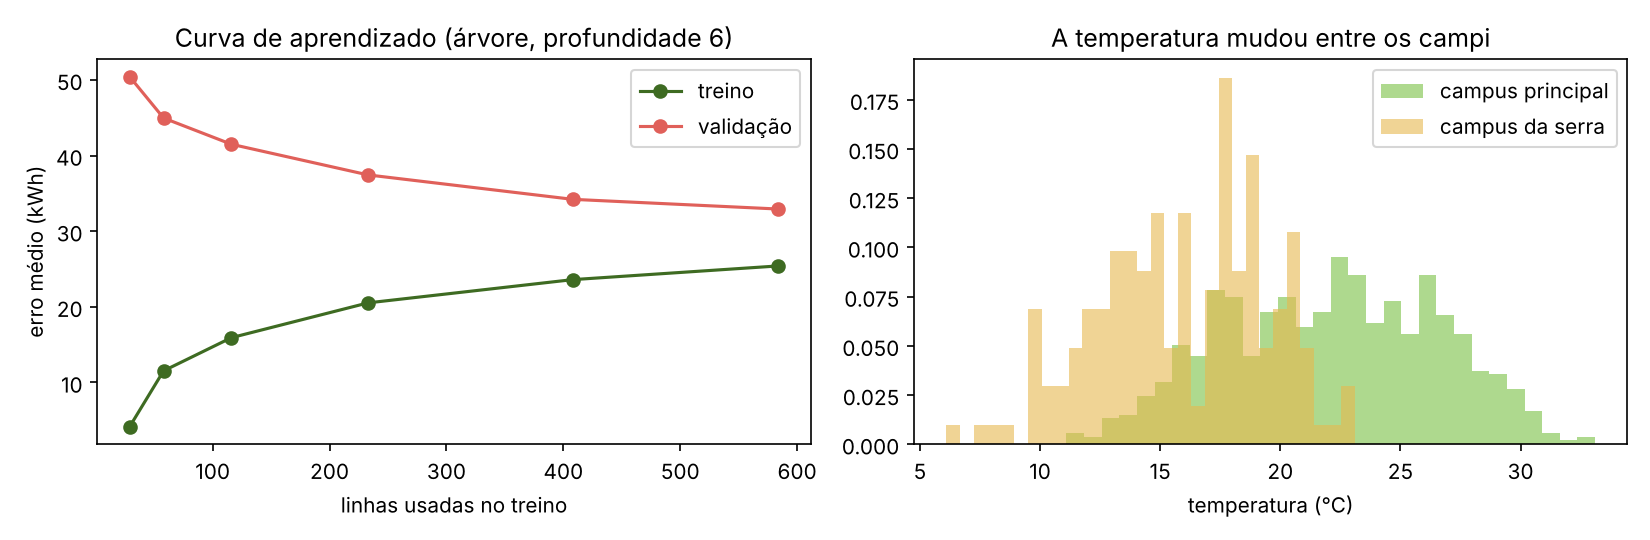 Curva de aprendizado (árvore, profundidade 6)
treino
validação
50
40
30
20
10
erro médio (kWh)
100
200
300
400
500
600
linhas usadas no treino
A temperatura mudou entre os campi
campus principal
campus da serra
0.175
0.150
0.125
0.100
0.075
0.050
0.025
0.000
5
10
15
20
25
30
temperatura (°C)